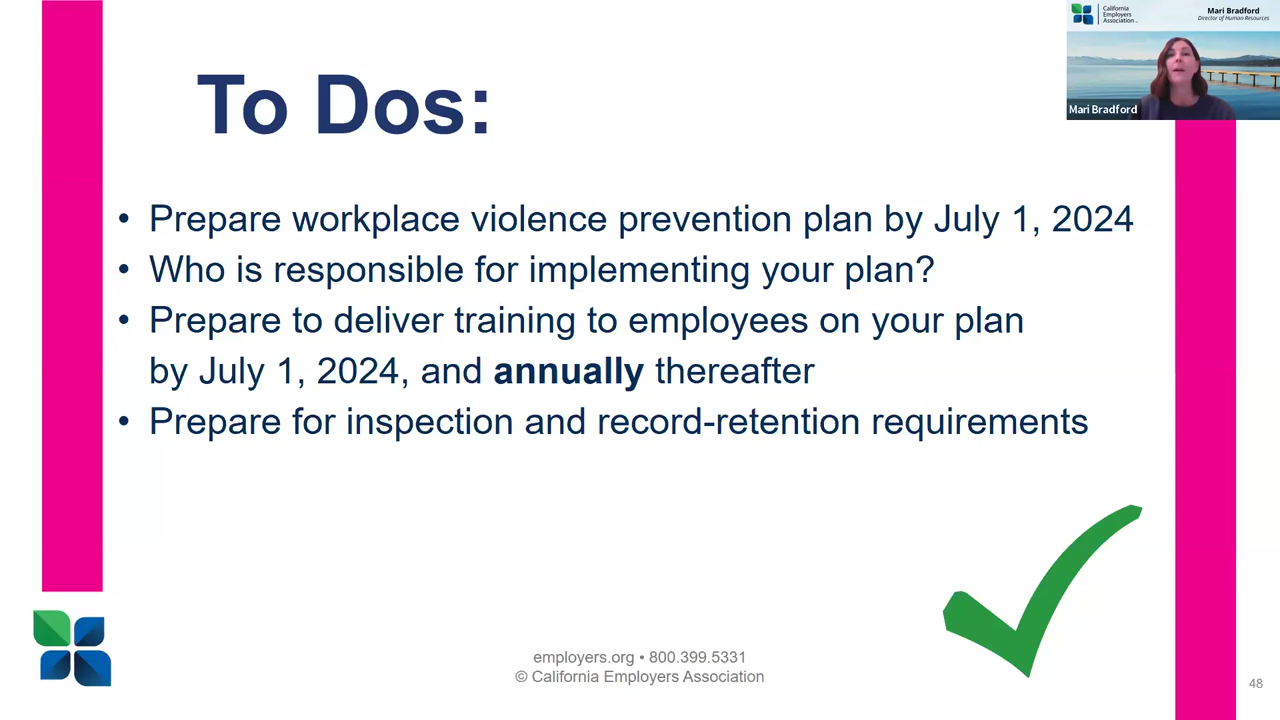 California
Employers
Association
Mari Bradford
Director of Human Resources
Mari Bradford
To Dos:
• Prepare workplace violence prevention plan by July 1, 2024
• Who is responsible for implementing your plan?
• Prepare to deliver training to employees on your plan
by July 1, 2024, and annually thereafter
• Prepare for inspection and record-retention requirements
employers.org • 800.399.5331
© California Employers Association
48